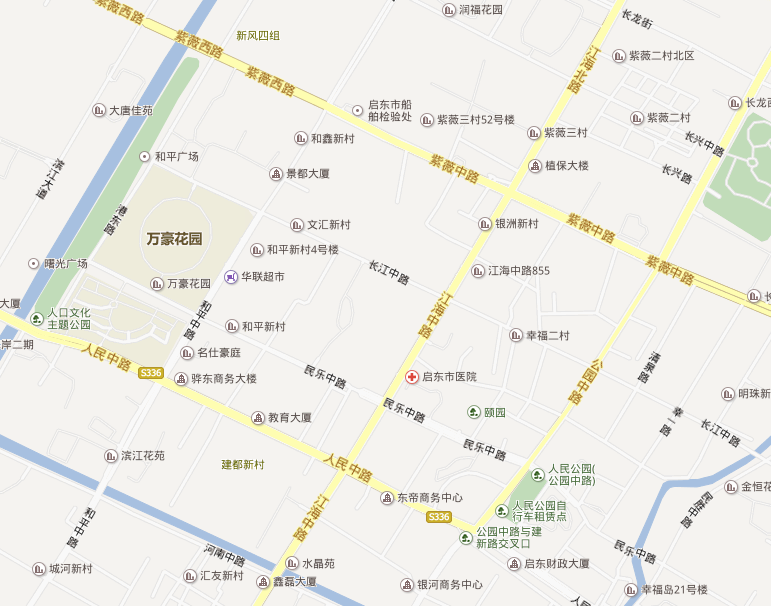 紫薇西路
润福花园
长龙街
新风四组
紫薇西路
江海北路
紫薇二村北区
紫薇西路
大唐佳苑
启东市船
舶检验处
紫薇三村52号楼
紫薇二村
和鑫新村
紫薇三村
长兴中路
和平广场
紫薇中路
植保大楼
滨江大道
景都大厦
长兴路
港东路
文汇新村
银洲新村
紫薇中路
万豪花园
和平新村4号楼
曙光广场
长江中路
江海中路855
紫薇中路
万豪花园
华联超市
大厦
人口文化
主题公园
和平中路
江海中路
和平新村
幸福二村
岸二期
人民中路
名仕豪庭
清泉路
S336
骅东商务大楼
民乐中路
启东市医院
公园中路
明珠新
教育大厦
民乐中路
颐园
幸二路
长江中路
滨江花苑
建都新村
人民中路
民乐中路
人民公园(
公园中路)
金恒花
东帝商务中心
人民公园自
行车租赁点
民胜中路
和平中路
江海中路
S336
公园中路与建
新路交叉口
河南中路
水晶苑
启东财政大厦
民乐中路
城河新村
汇友新村
鑫磊大厦
银河商务中心
幸福岛21号楼